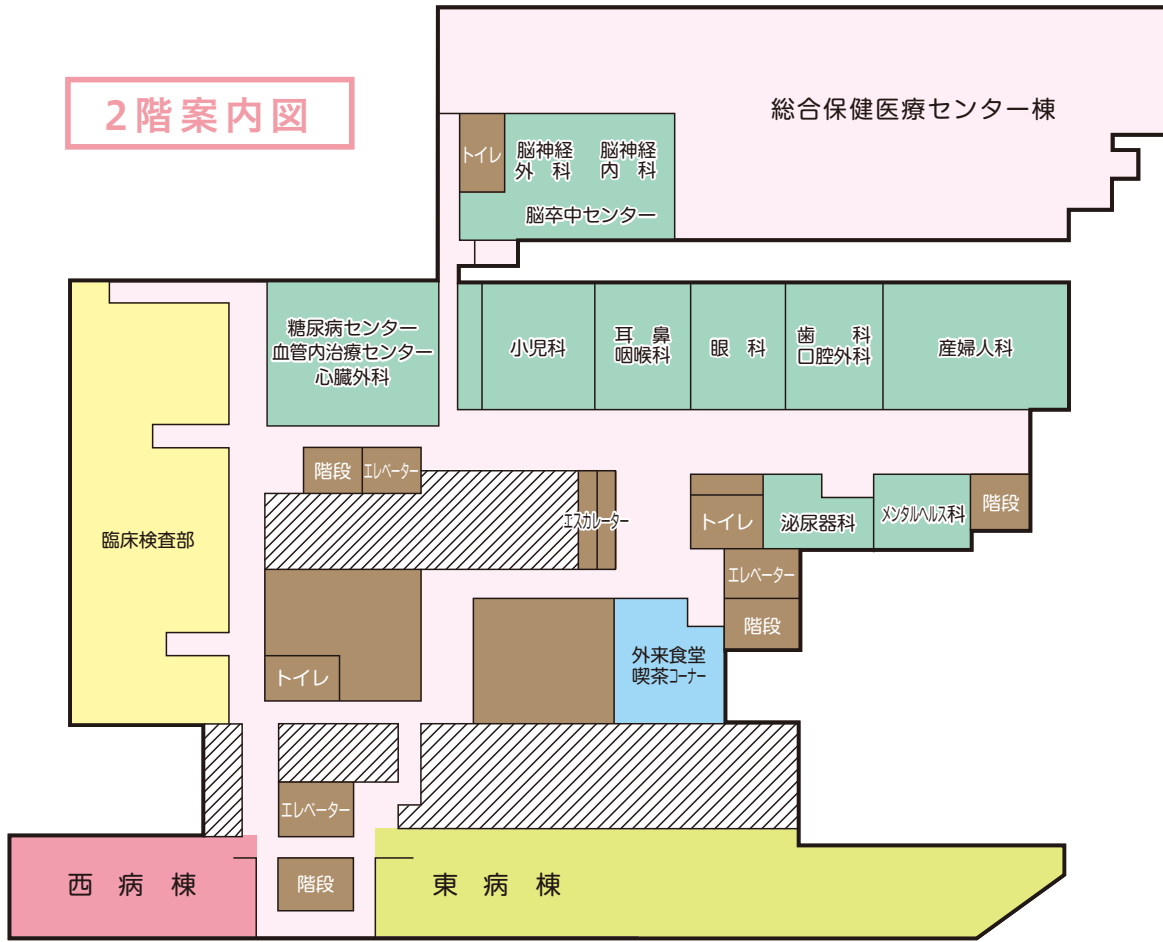 2階案内図
総合保健医療センター棟
トイレ
脳神経
外　科
脳神経
内　科
脳卒中センター
糖尿病センター
血管内治療センター
心臓外科
小児科
耳　鼻
咽喉科
眼　科
歯　　科
口腔外科
産婦人科
階段
エレベーター
エスカレーター
トイレ
泌尿器科
メンタルヘルス科
階段
臨床検査部
エレベーター
階段
トイレ
外来食堂
喫茶コーナー
エレベーター
西病棟
階段
東病棟